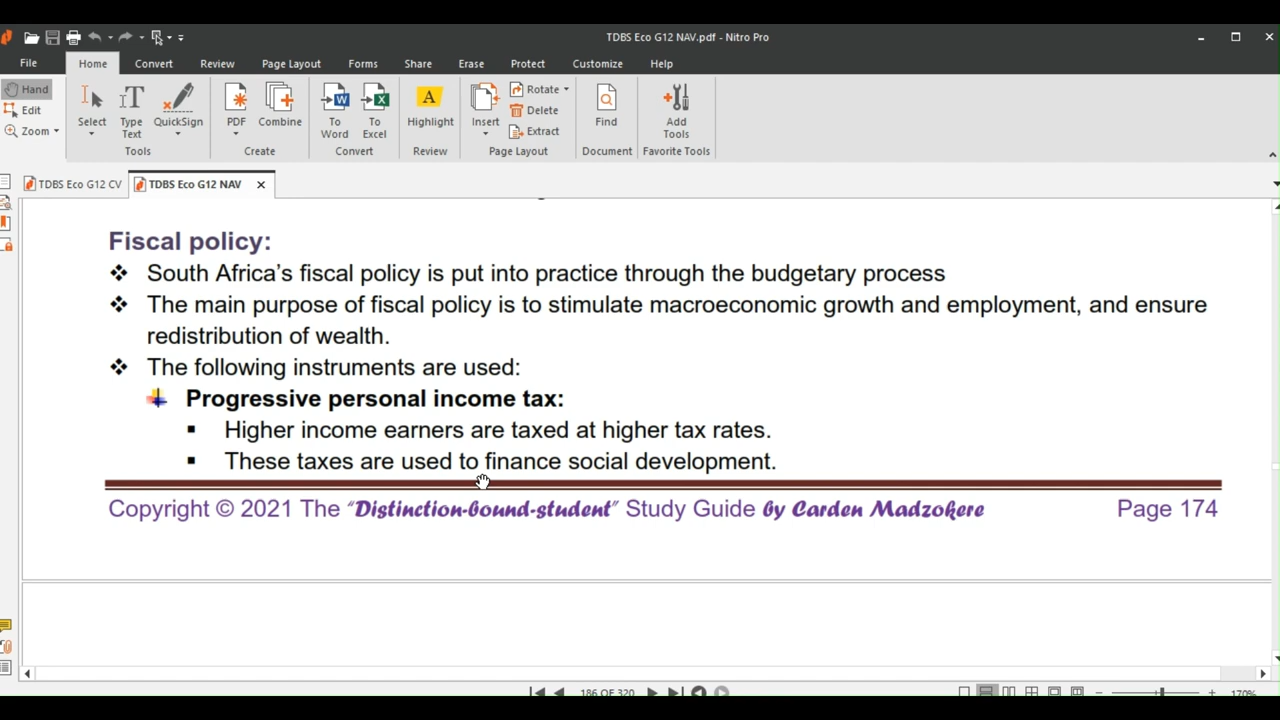 TDBS Eco G12 NAV.pdf - Nitro Pro
File Home Convert Review Page Layout Forms Share Erase Protect Customize Help
Hand
Edit
Zoom
Select
Type Text
QuickSign
Tools
PDF
Combine
Create
To Word
To Excel
Convert
A
Highlight
Review
Insert
Rotate
Delete
Extract
Page Layout
Find
Document
Add Tools
Favorite Tools
TDBS Eco G12 CV
TDBS Eco G12 NAV
Fiscal policy:
❖ South Africa's fiscal policy is put into practice through the budgetary process
❖ The main purpose of fiscal policy is to stimulate macroeconomic growth and employment, and ensure
redistribution of wealth.
❖ The following instruments are used:
Progressive personal income tax:
▪ Higher income earners are taxed at higher tax rates.
▪ These taxes are used to finance social development.
Copyright © 2021 The "Distinction-bound-student" Study Guide by Carden Madzokere Page 174
186 OF 320
170%